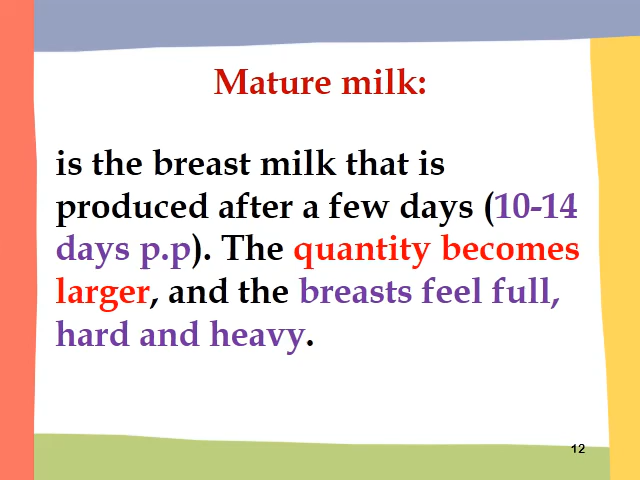 Mature milk:
is the breast milk that is
produced after a few days (10-14
days p.p). The quantity becomes
larger, and the breasts feel full,
hard and heavy.
12